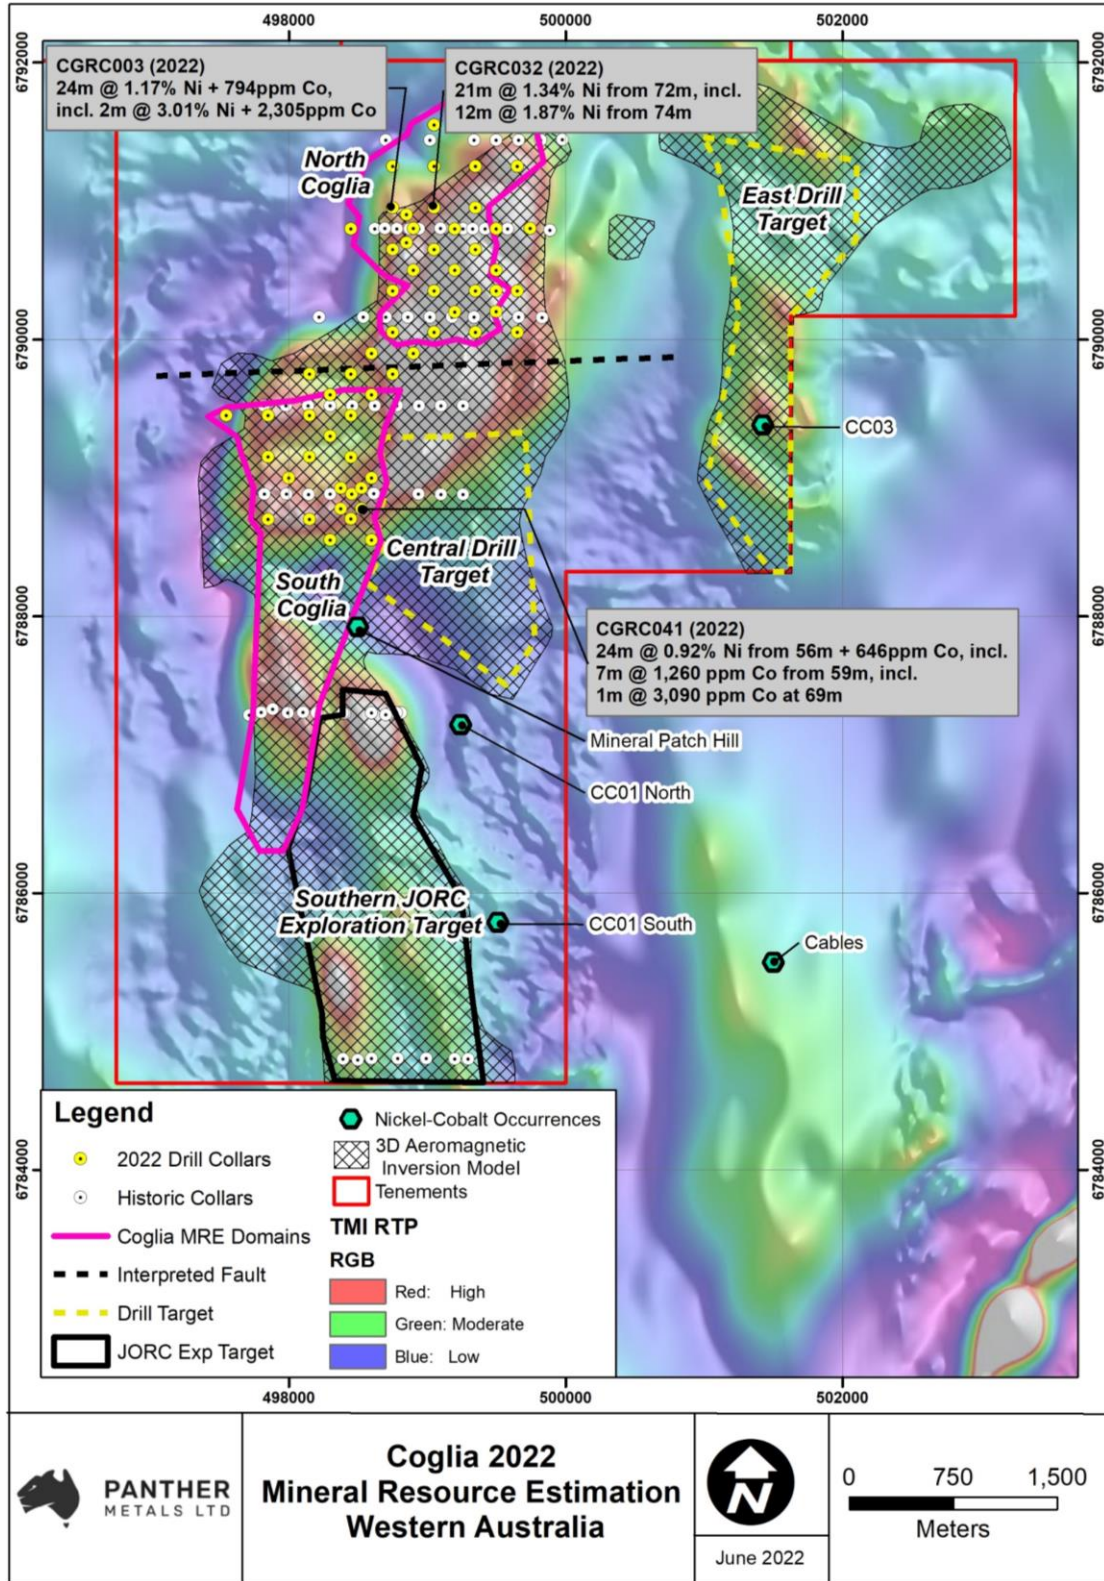 498000
500000
502000
6792000
6792000
CGRC003 (2022)
24m @ 1.17% Ni + 794ppm Co,
incl. 2m @ 3.01% Ni + 2,305ppm Co
CGRC032 (2022)
21m @ 1.34% Ni from 72m, incl.
12m @ 1.87% Ni from 74m
North
Coglia
East Drill
Target
6790000
6790000
CC03
Central Drill
Target
South
Coglia
6788000
6788000
CGRC041 (2022)
24m @ 0.92% Ni from 56m + 646ppm Co, incl.
7m @ 1,260 ppm Co from 59m, incl.
1m @ 3,090 ppm Co at 69m
Mineral Patch Hill
CC01 North
6786000
6786000
Southern JORC
Exploration Target
CC01 South
Cables
6784000
6784000
Legend
2022 Drill Collars
Historic Collars
Coglia MRE Domains
Interpreted Fault
Drill Target
JORC Exp Target
Nickel-Cobalt Occurrences
3D Aeromagnetic
Inversion Model
Tenements
TMI RTP
RGB
Red: High
Green: Moderate
Blue: Low
498000
500000
502000
PANTHER
METALS LTD
Coglia 2022
Mineral Resource Estimation
Western Australia
N
June 2022
0 750 1,500
Meters